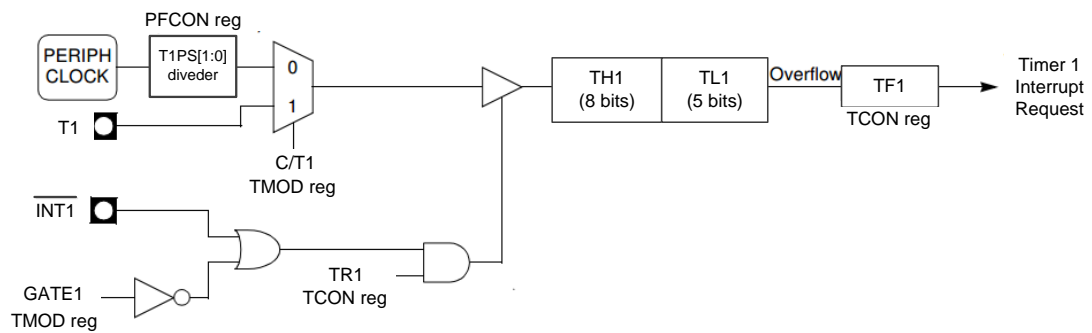 PFCON reg
PERIPH
CLOCK
T1PS[1:0]
diveder
0
1
T1
C/T1
TMOD reg
TH1
(8 bits)
TL1
(5 bits)
Overflow
TF1
TCON reg
Timer 1
Interrupt
Request
INT1
TR1
TCON reg
GATE1
TMOD reg